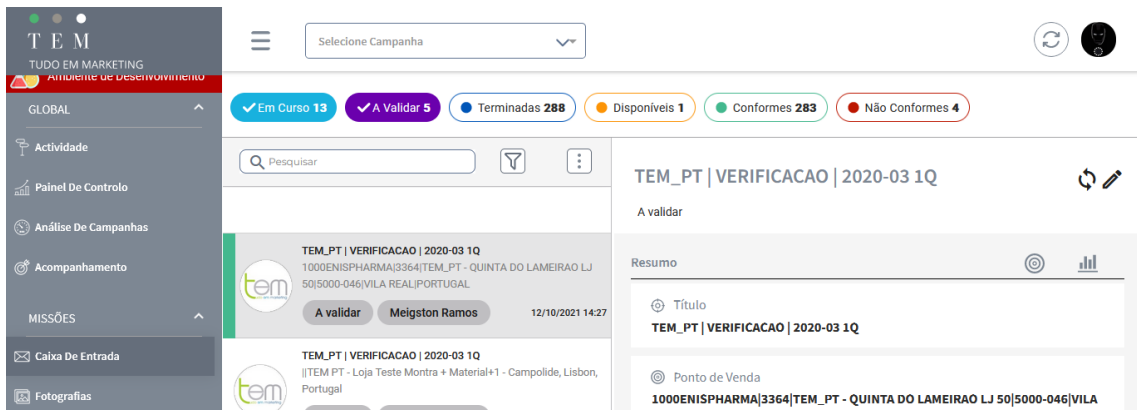 TEM
TUDO EM MARKETING
Ambiente de Desenvolvimento
GLOBAL
Actividade
Painel De Controlo
Análise De Campanhas
Acompanhamento
MISSÕES
Caixa De Entrada
Fotografias
Selecione Campanha
Em Curso 13
A Validar 5
Terminadas 288
Disponíveis 1
Conformes 283
Não Conformes 4
Pesquisar
TEM_PT | VERIFICACAO | 2020-03 1Q
1000ENISPHARMA|3364|TEM_PT - QUINTA DO LAMEIRAO LJ
50|5000-046|VILA REAL|PORTUGAL
A validar
Meigston Ramos
12/10/2021 14:27
tem
TEM_PT | VERIFICACAO | 2020-03 1Q
||TEM PT - Loja Teste Montra + Material+1 - Campolide, Lisbon,
Portugal
tem
TEM_PT | VERIFICACAO | 2020-03 1Q
A validar
Resumo
Título
TEM_PT | VERIFICACAO | 2020-03 1Q
Ponto de Venda
1000ENISPHARMA|3364|TEM_PT - QUINTA DO LAMEIRAO LJ 50|5000-046|VILA